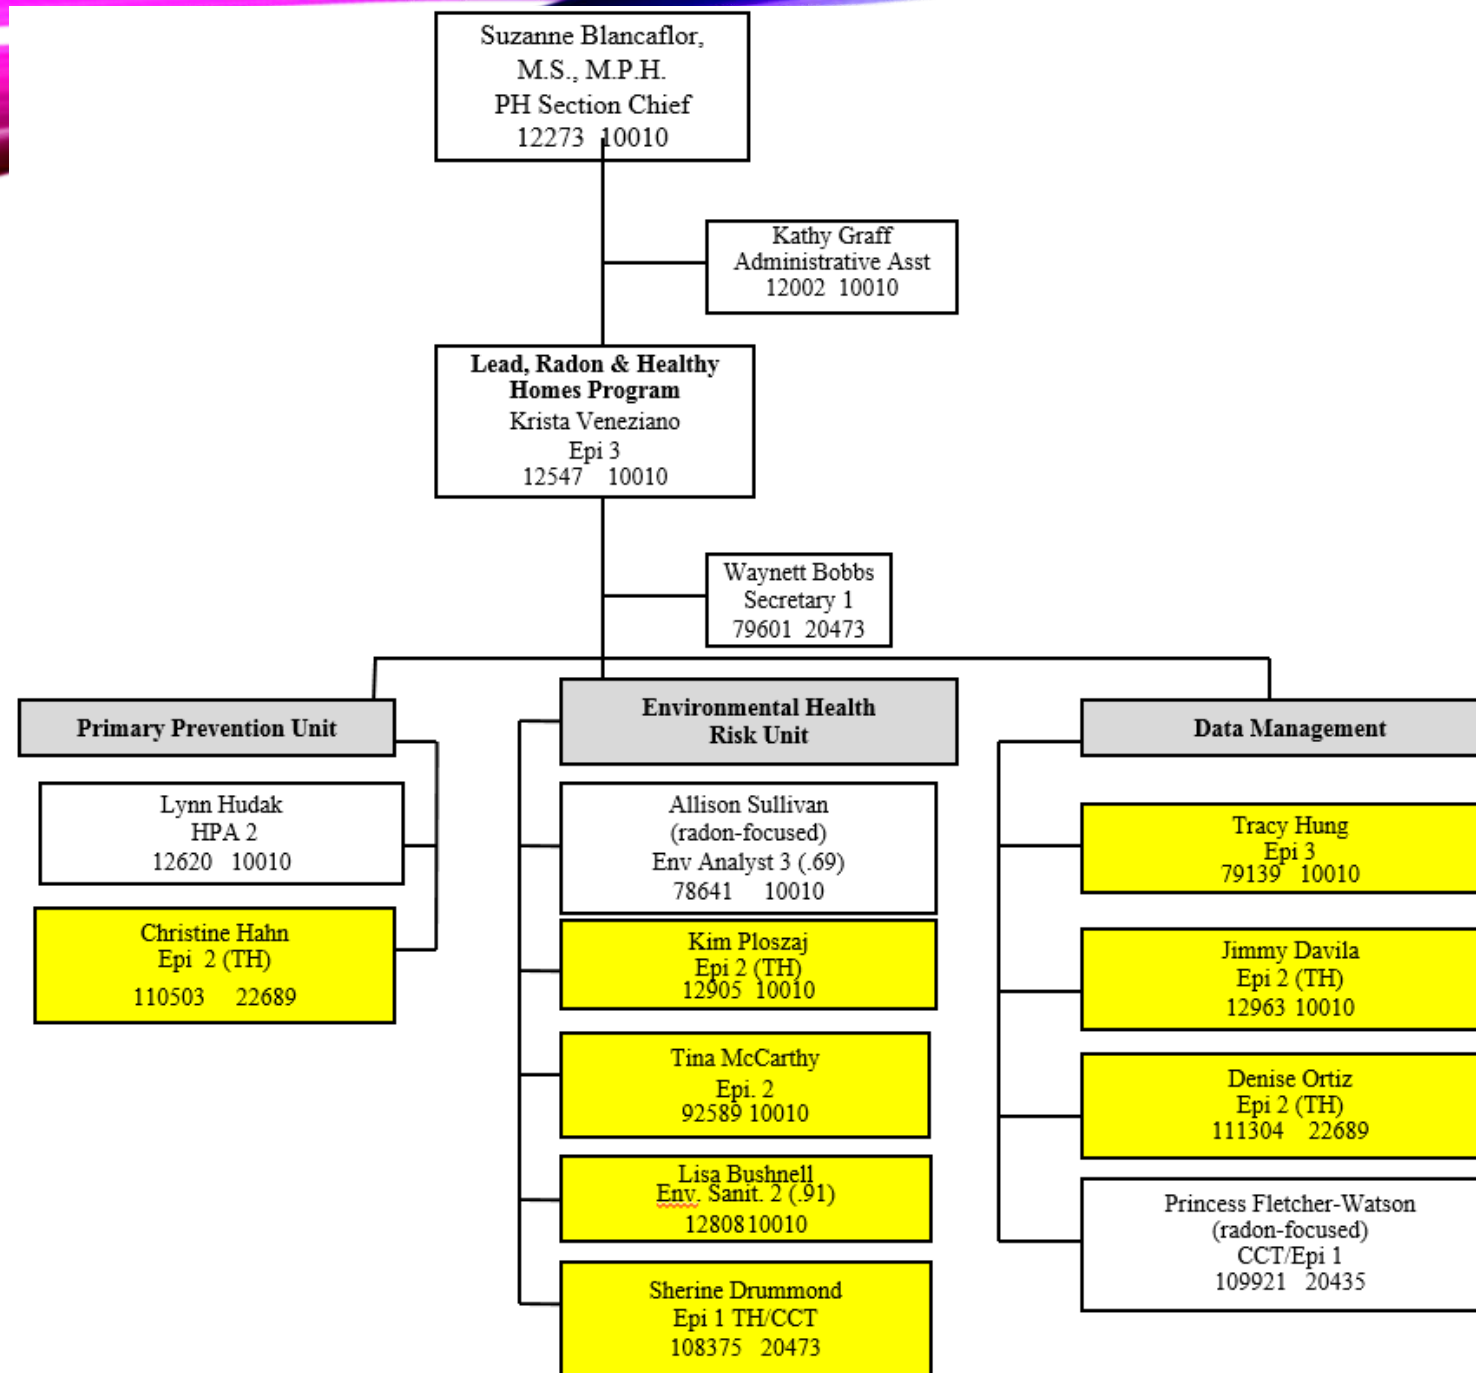 Suzanne Blancaflor,
M.S., M.P.H.
PH Section Chief
12273 10010
Kathy Graff
Administrative Asst
12002 10010
Lead, Radon & Healthy
Homes Program
Krista Veneziano
Epi 3
12547 10010
Waynett Bobbs
Secretary 1
79601 20473
Primary Prevention Unit
Lynn Hudak
HPA 2
12620 10010
Christine Hahn
Epi 2 (TH)
110503 22689
Environmental Health
Risk Unit
Allison Sullivan
(radon-focused)
Env Analyst 3 (.69)
78641 10010
Kim Ploszaj
Epi 2 (TH)
12905 10010
Tina McCarthy
Epi. 2
92589 10010
Lisa Bushnell
Env. Sanit. 2 (.91)
12808 10010
Sherine Drummond
Epi 1 TH/CCT
108375 20473
Data Management
Tracy Hung
Epi 3
79139 10010
Jimmy Davila
Epi 2 (TH)
12963 10010
Denise Ortiz
Epi 2 (TH)
111304 22689
Princess Fletcher-Watson
(radon-focused)
CCT/Epi 1
109921 20435